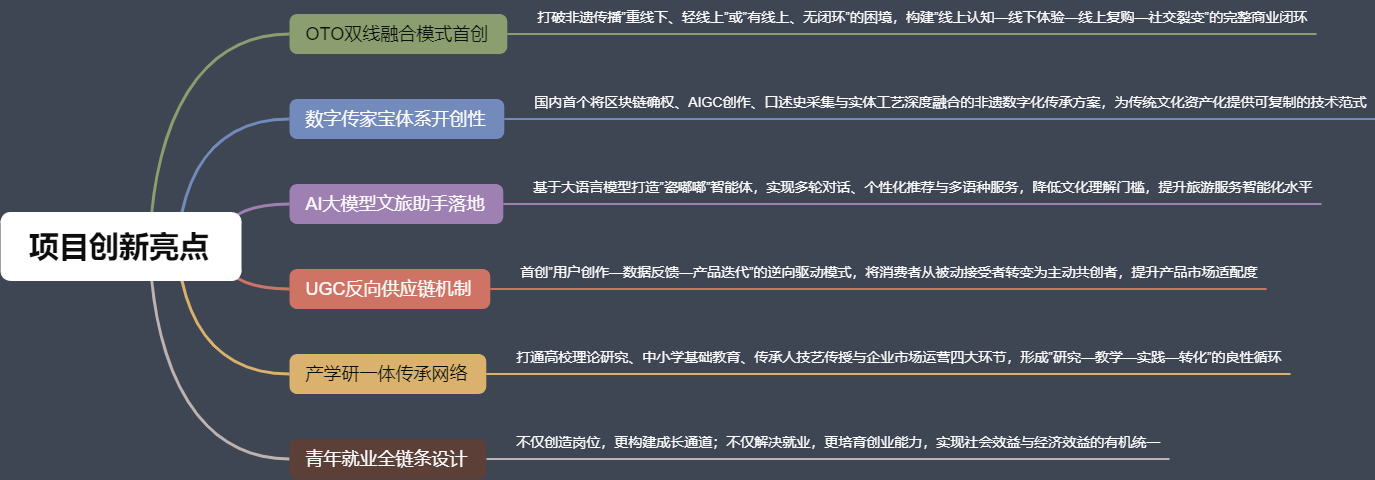 项目创新亮点
OTO双线融合模式首创
打破非遗传播"重线下、轻线上"或"有线上、无闭环"的困境，构建"线上认知—线下体验—线上复购—社交裂变"的完整商业闭环
数字传家宝体系开创性
国内首个将区块链确权、AIGC创作、口述史采集与实体工艺深度融合的非遗数字化传承方案，为传统文化资产化提供可复制的技术范式
AI大模型文旅助手落地
基于大语言模型打造"瓷嘟嘟"智能体，实现多轮对话、个性化推荐与多语种服务，降低文化理解门槛，提升旅游服务智能化水平
UGC反向供应链机制
首创"用户创作—数据反馈—产品迭代"的逆向驱动模式，将消费者从被动接受者转变为主动共创者，提升产品市场适配度
产学研一体传承网络
打通高校理论研究、中小学基础教育、传承人技艺传授与企业市场运营四大环节，形成"研究—教学—实践—转化"的良性循环
青年就业全链条设计
不仅创造岗位，更构建成长通道；不仅解决就业，更培育创业能力，实现社会效益与经济效益的有机统一